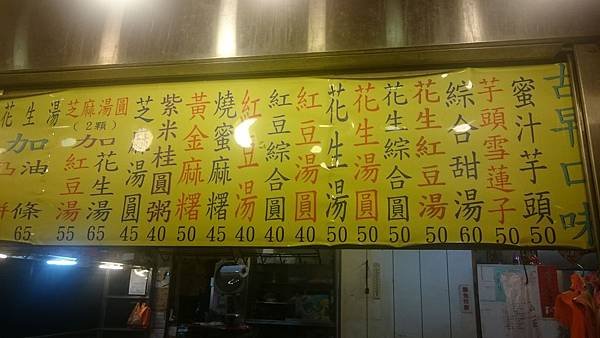 古早口味
蜜汁芋頭 50
芋頭雪蓮子 50
綜合甜湯 60
花生紅豆湯 50
花生綜合圓 50
花生湯圓 50
花生湯 50
紅豆湯圓 40
紅豆綜合圓 40
紅豆湯 40
燒蜜麻糬 45
黃金麻糬 50
紫米桂圓粥 40
芝麻湯圓 45
芝麻湯圓
(2顆)
加
花生湯 65
紅豆湯 55
花生湯
加
油條 65